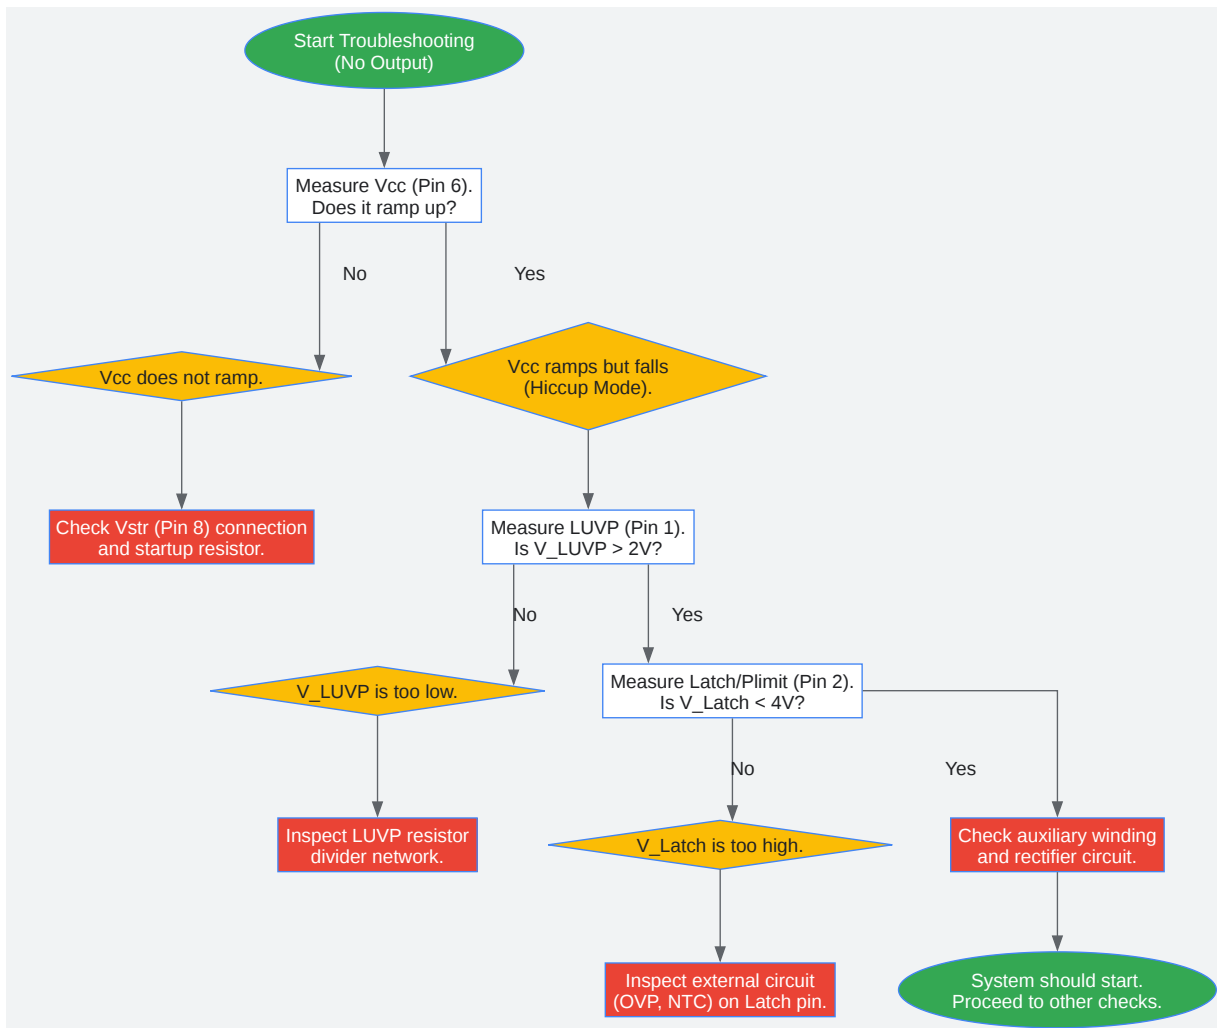 Start Troubleshooting
(No Output)
Measure Vcc (Pin 6).
Does it ramp up?
No
Yes
Vcc does not ramp.
Vcc ramps but falls
(Hiccup Mode).
Check Vstr (Pin 8) connection
and startup resistor.
Measure LUVP (Pin 1).
Is V_LUVP > 2V?
No
Yes
V_LUVP is too low.
Measure Latch/Plimit (Pin 2).
Is V_Latch < 4V?
No
Yes
Inspect LUVP resistor
divider network.
V_Latch is too high.
Check auxiliary winding
and rectifier circuit.
Inspect external circuit
(OVP, NTC) on Latch pin.
System should start.
Proceed to other checks.